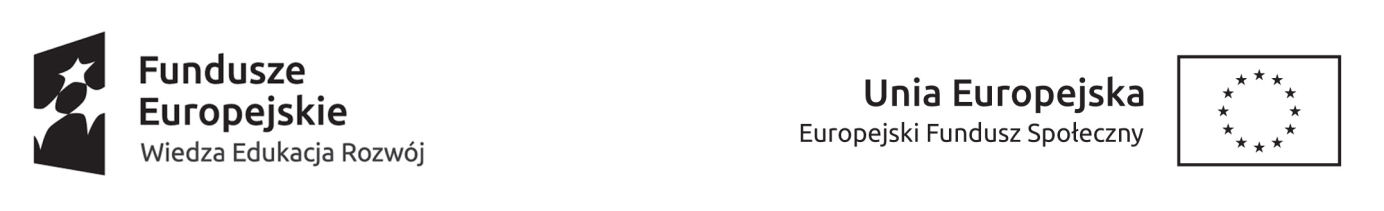 Fundusze
Europejskie
Wiedza Edukacja Rozwój
Unia Europejska
Europejski Fundusz Społeczny